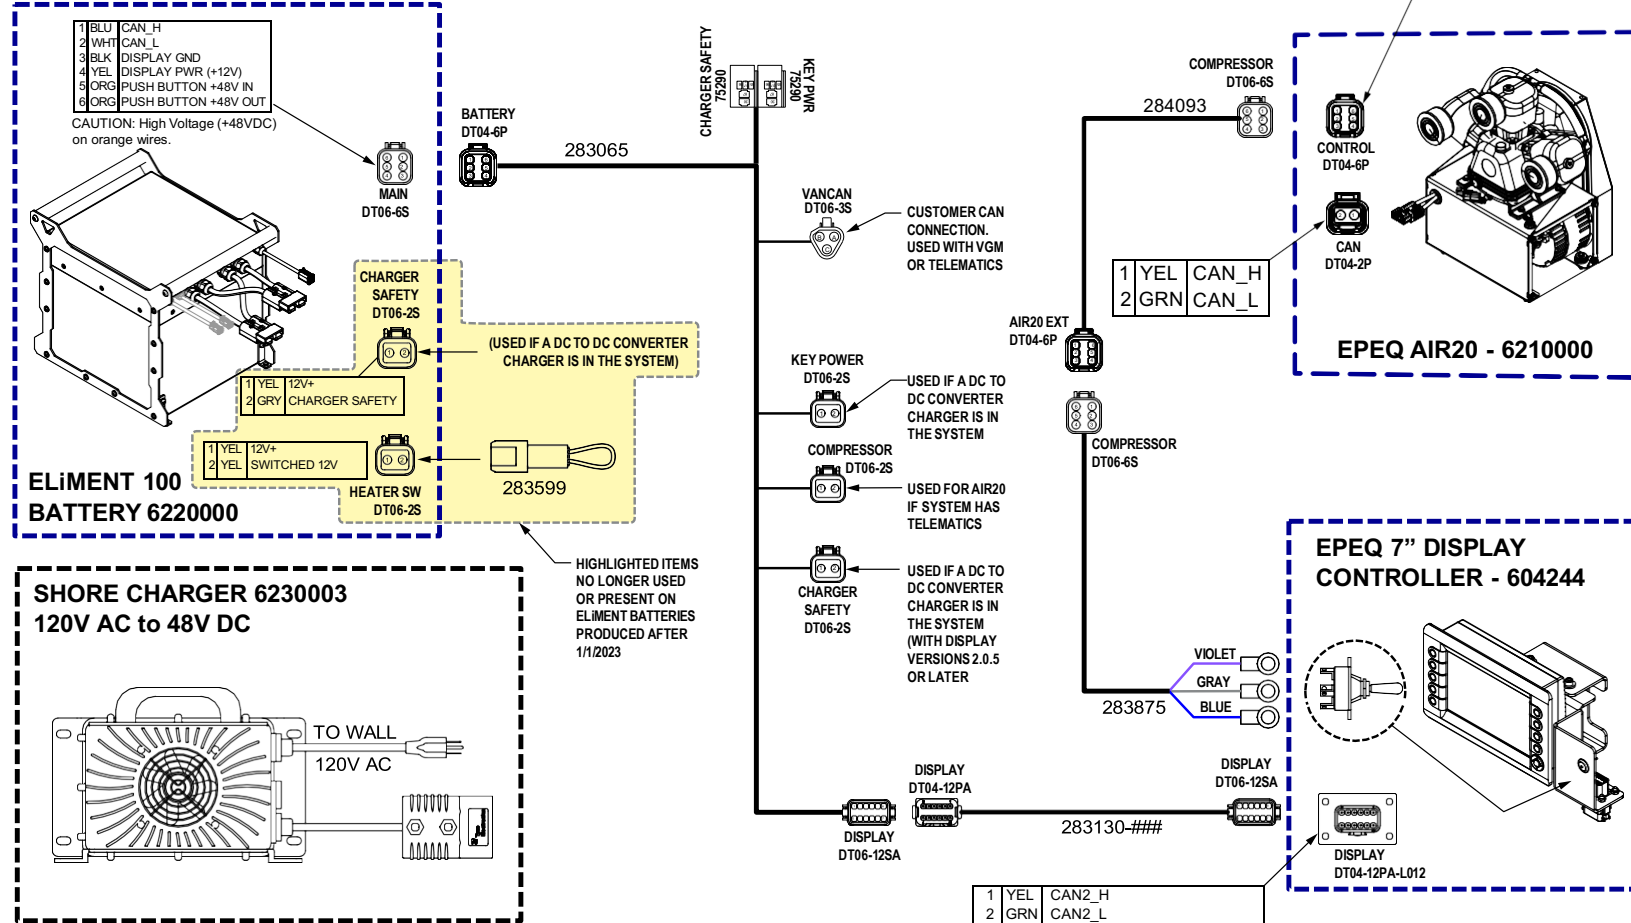 1 BLU CAN_H
2 WHT CAN_L
3 BLK DISPLAY GND
4 YEL DISPLAY PWR (+12V)
5 ORG PUSH BUTTON +48V IN
6 ORG PUSH BUTTON +48V OUT
CAUTION: High Voltage (+48VDC)
on orange wires.
MAIN
DT06-6S
CHARGER
SAFETY
DT06-2S
1 YEL 12V+
2 GRY CHARGER SAFETY
(USED IF A DC TO DC CONVERTER
CHARGER IS IN THE SYSTEM)
1 YEL 12V+
2 YEL SWITCHED 12V
HEATER SW
DT06-2S
283599
ELiMENT 100
BATTERY 6220000
HIGHLIGHTED ITEMS
NO LONGER USED
OR PRESENT ON
ELiMENT BATTERIES
PRODUCED AFTER
1/1/2023
SHORE CHARGER 6230003
120V AC to 48V DC
TO WALL
120V AC
BATTERY
DT04-6P
283065
CHARGER SAFETY
75290
KEY PWR
75290
VANCAN
DT06-3S
CUSTOMER CAN
CONNECTION.
USED WITH VGM
OR TELEMATICS
KEY POWER
DT06-2S
USED IF A DC TO
DC CONVERTER
CHARGER IS IN
THE SYSTEM
COMPRESSOR
DT06-2S
USED FOR AIR20
IF SYSTEM HAS
TELEMATICS
CHARGER
SAFETY
DT06-2S
USED IF A DC TO
DC CONVERTER
CHARGER IS IN
THE SYSTEM
(WITH DISPLAY
VERSIONS 2.0.5
OR LATER
DISPLAY
DT06-12SA
DISPLAY
DT04-12PA
283130-###
DISPLAY
DT06-12SA
COMPRESSOR
DT06-6S
284093
AIR20 EXT
DT04-6P
COMPRESSOR
DT06-6S
283875
VIOLET
GRAY
BLUE
CONTROL
DT04-6P
CAN
DT04-2P
1 YEL CAN_H
2 GRN CAN_L
EPEQ AIR20 - 6210000
EPEQ 7” DISPLAY
CONTROLLER - 604244
DISPLAY
DT04-12PA-L012
1 YEL CAN2_H
2 GRN CAN2_L